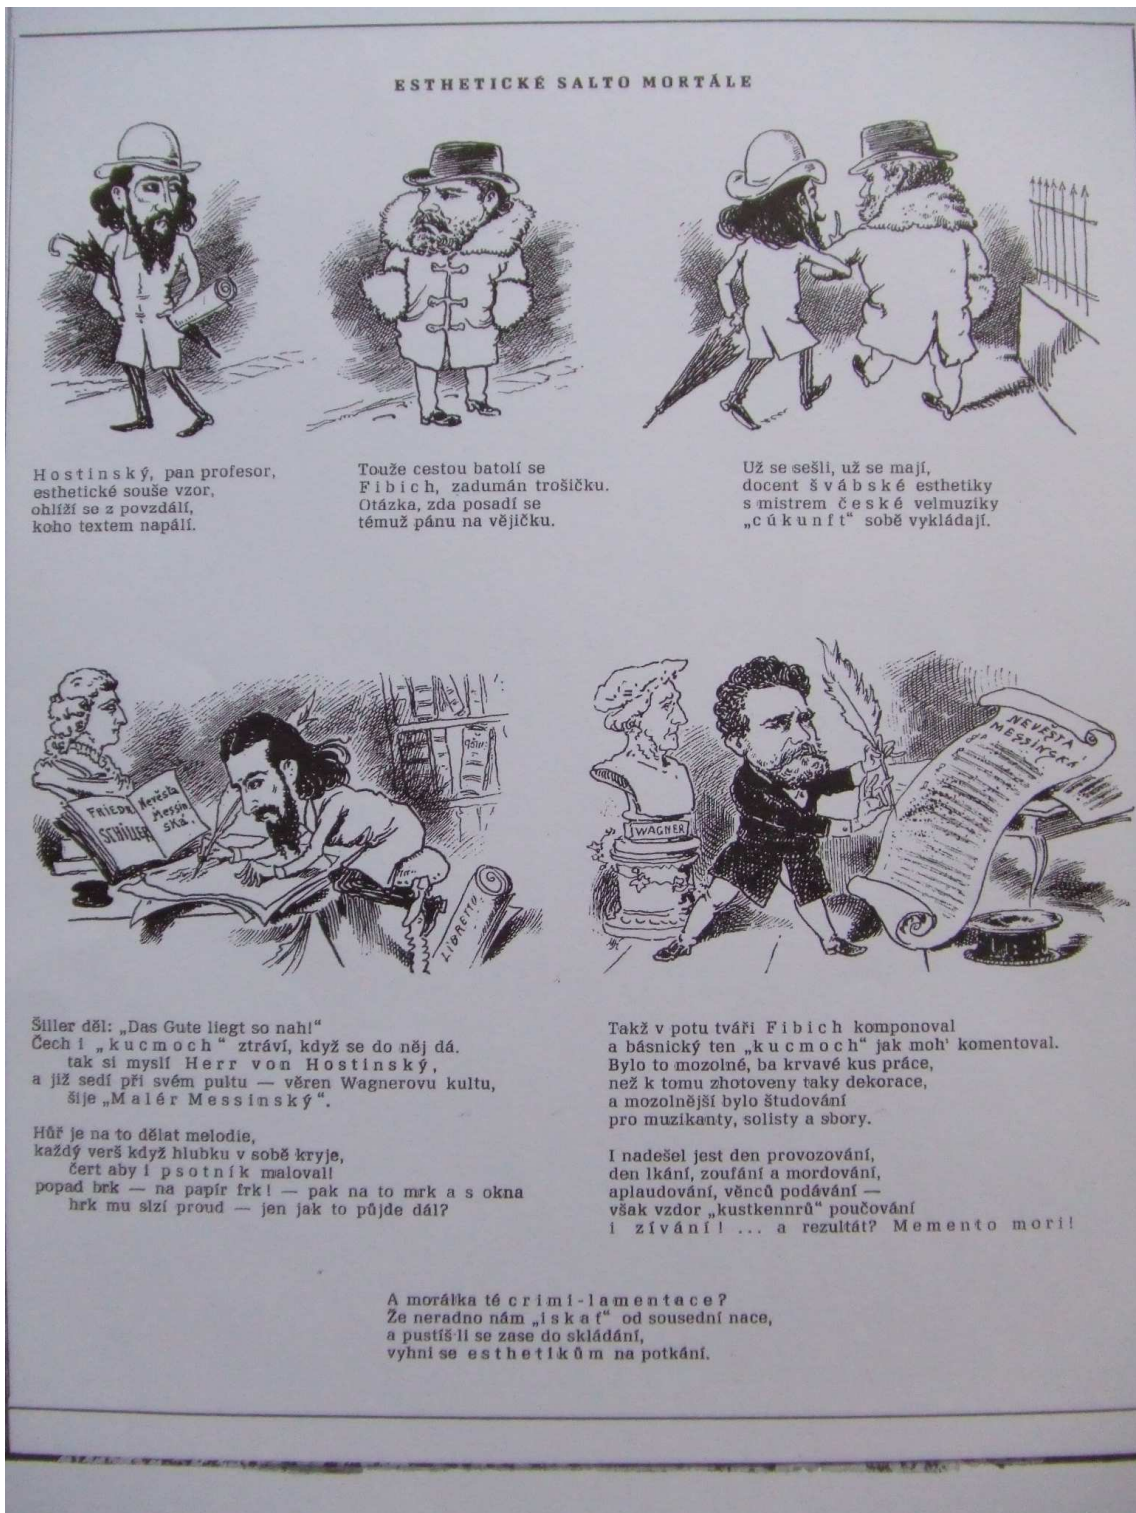 ESTHETICKÉ SALTO MORTÁLE
Hostinský, pan profesor,
esthetické souše vzor,
ohlíží se z povzdálí,
koho textem napálí.
Touže cestou batolí se
Fibich, zadumán trošičku.
Otázka, zda posadí se
témuž pánu na vějičku.
Už se sešli, už se mají,
docent švábské esthetiky
s mistrem české velmuziky
„cúkunft“ sobě vykládají.
FRIEDR. SCHILLER
Nevěsta
Messin
ská.
LIBRETTO.
WAGNER
NEVĚSTA
MESSINSKÁ
Šiller děl: „Das Gute liegt so nah!“
Čech i „kucmoch“ ztráví, když se do něj dá.
tak si myslí Herr von Hostinský,
a již sedí při svém pultu — věren Wagnerovu kultu,
šije „Malér Messinský“.
Hůř je na to dělat melodie,
každý verš když hlubku v sobě kryje,
čert aby i psotník maloval!
popad brk — na papír frk! — pak na to mrk a s okna
hrk mu slzí proud — jen jak to půjde dál?
Takž v potu tváři Fibich komponoval
a básnický ten „kucmoch“ jak moh' komentoval.
Bylo to mozolné, ba krvavé kus práce,
než k tomu zhotoveny taky dekorace,
a mozolnější bylo študování
pro muzikanty, solisty a sbory.
I nadešel jest den provozování,
den lkání, zoufání a mordování,
aplaudování, věnců podávání —
však vzdor „kustkennrů“ poučování
i zívání! ... a rezultát? Memento mori!
A morálka té crimi-lamentace?
Že neradno nám „iskať“ od sousední nace,
a pustíš-li se zase do skládání,
vyhni se esthetikům na potkání.